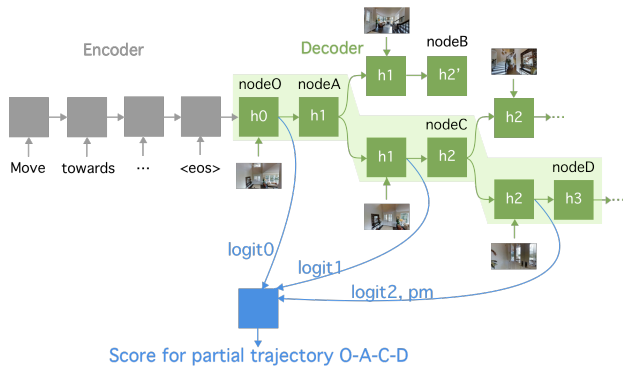 Encoder
Decoder
nodeB
nodeO
nodeA
h1
h2'
nodeC
h2
h0
h1
h1
h2
nodeD
h2
h3
Move
towards
...
<eos>
logit0
logit1
logit2, pm
Score for partial trajectory O-A-C-D